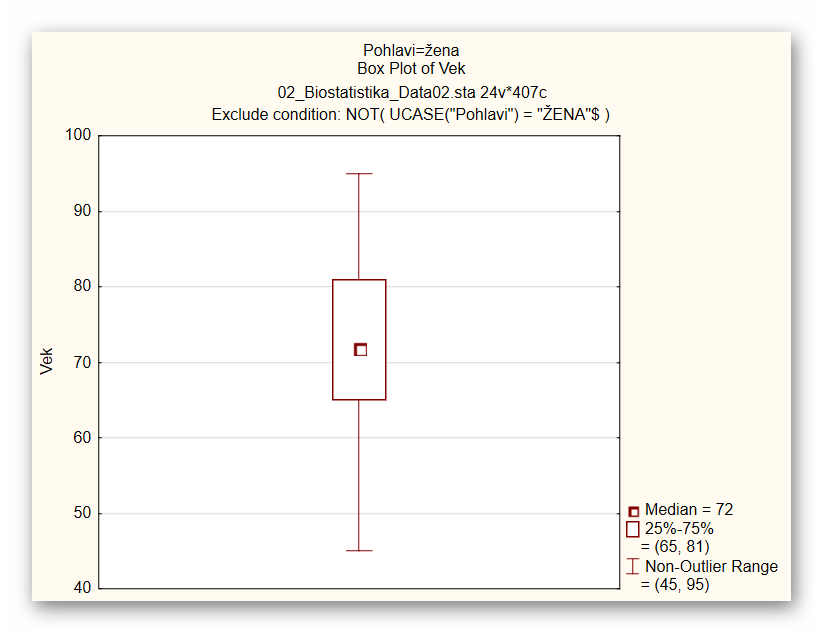 Pohlavi=žena
Box Plot of Vek
02_Biostatistika_Data02.sta 24v*407c
Exclude condition: NOT( UCASE("Pohlavi") = "ŽENA"$ )
100
90
80
70
60
50
40
Vek
Median = 72
25%-75%
= (65, 81)
Non-Outlier Range
= (45, 95)